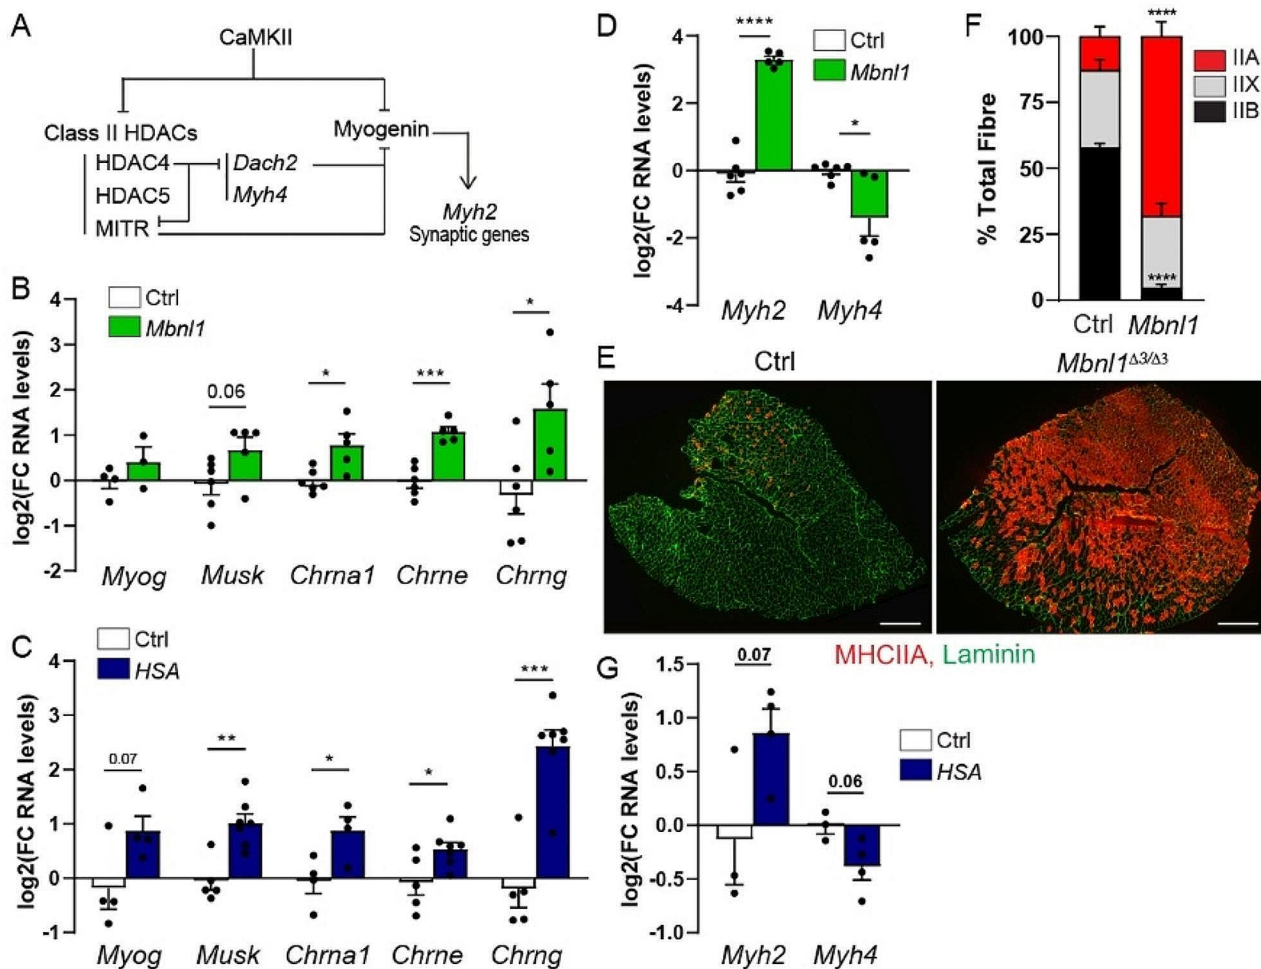 A
CaMKII
Class II HDACs
Myogenin
HDAC4
Dach2
HDAC5
Myh4
MITR
Myh2
Synaptic genes
B
Ctrl
Mbnl1
log2(FC RNA levels)
4
3
2
1
0
-1
-2
0.06
*
***
*
Myog Musk Chrna1 Chrne Chrng
C
Ctrl
HSA
log2(FC RNA levels)
4
3
2
1
0
-1
0.07
**
*
*
***
Myog Musk Chrna1 Chrne Chrng
D
Ctrl
Mbnl1
log2(FC RNA levels)
4
2
0
-2
-4
****
*
Myh2 Myh4
F
% Total Fibre
100
75
50
25
0
****
****
IIA
IIX
IIB
Ctrl Mbnl1
E
Ctrl
Mbnl1Δ3/Δ3
MHCIIA, Laminin
G
log2(FC RNA levels)
1.5
1.0
0.5
0.0
-0.5
-1.0
0.07
0.06
Ctrl
HSA
Myh2 Myh4